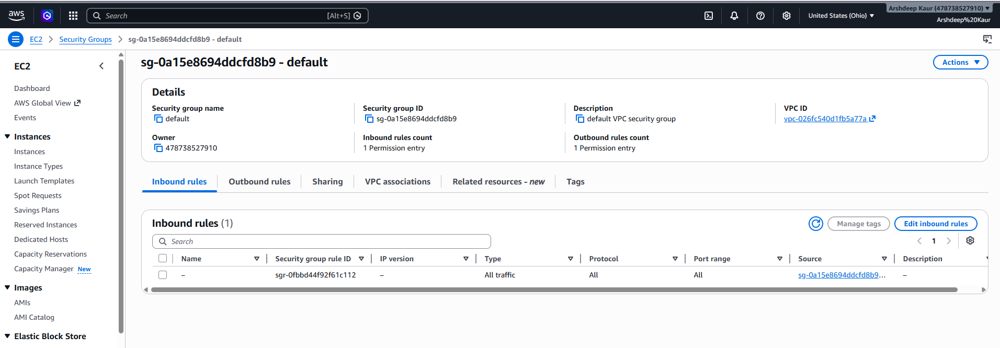 aws
Search [Alt+S]
United States (Ohio)
Arshdeep Kaur (478738527910)
Arshdeep%20Kaur
EC2 > Security Groups > sg-0a15e8694ddcfd8b9 - default
EC2
Dashboard
AWS Global View
Events
Instances
Instances
Instance Types
Launch Templates
Spot Requests
Savings Plans
Reserved Instances
Dedicated Hosts
Capacity Reservations
Capacity Manager New
Images
AMIs
AMI Catalog
Elastic Block Store
sg-0a15e8694ddcfd8b9 - default
Actions
Details
Security group name
default
Security group ID
sg-0a15e8694ddcfd8b9
Description
default VPC security group
VPC ID
vpc-026fc540d1fb5a77a
Owner
478738527910
Inbound rules count
1 Permission entry
Outbound rules count
1 Permission entry
Inbound rules Outbound rules Sharing VPC associations Related resources - new Tags
Inbound rules (1)
Manage tags Edit inbound rules
Search
1
Name Security group rule ID IP version Type Protocol Port range Source Description
– sgr-0fbbd44f92f61c112 – All traffic All All sg-0a15e8694ddcfd8b9... –